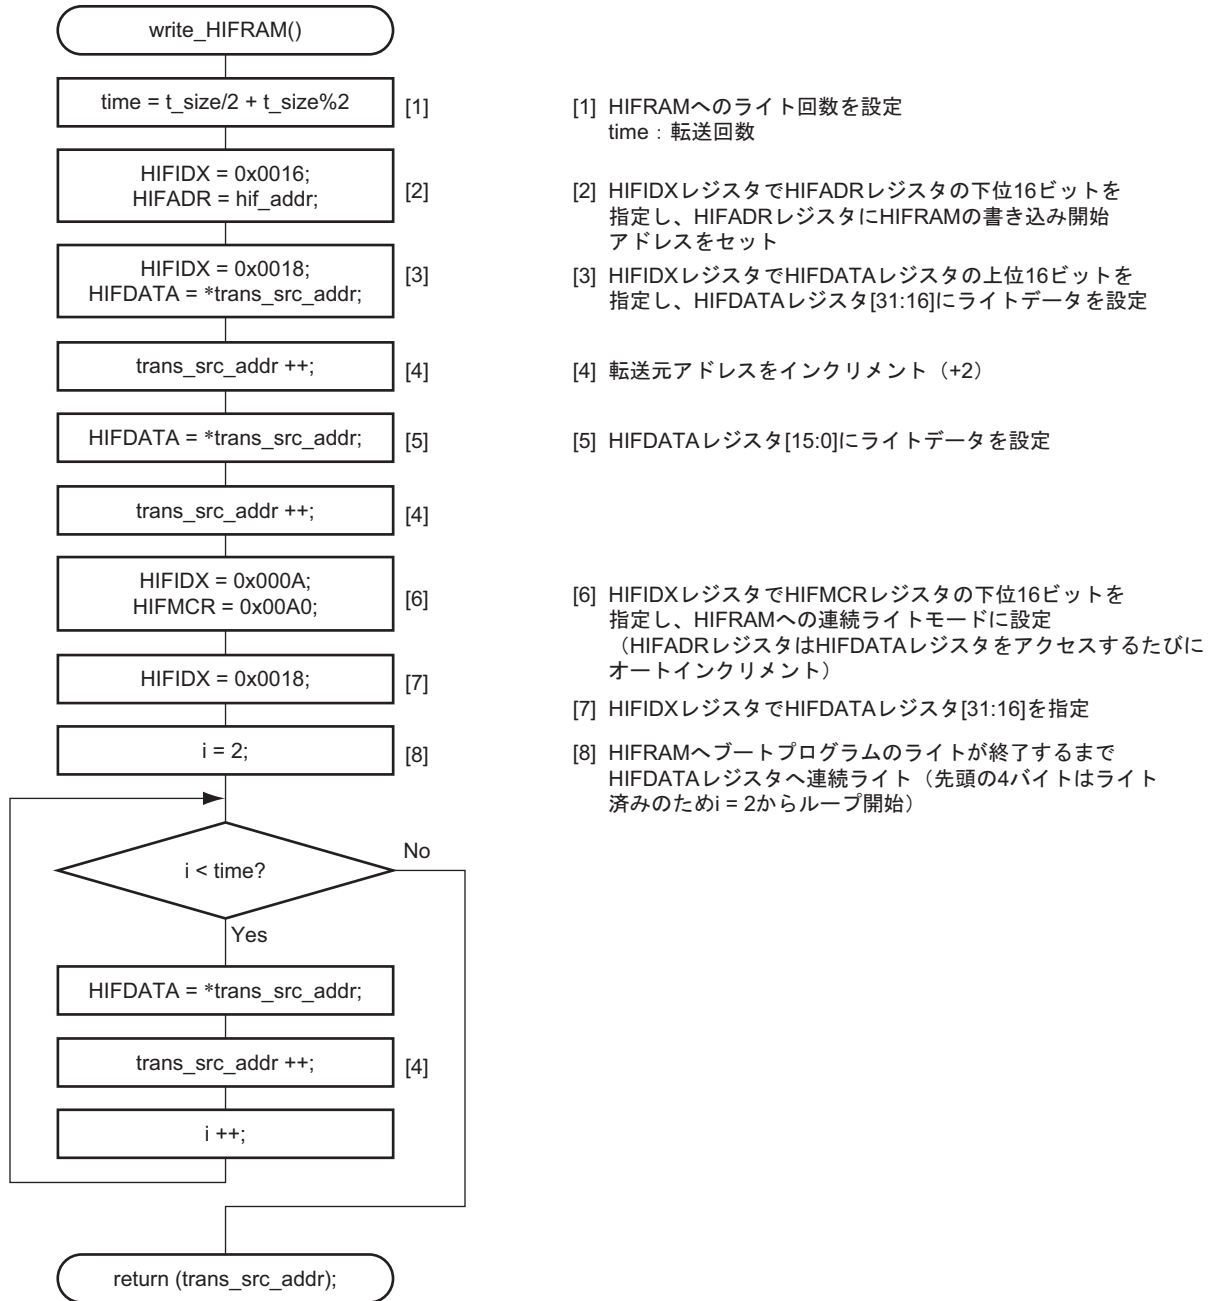 write_HIFRAM()
time = t_size/2 + t_size%2
[1]
[1] HIFRAMへのライト回数を設定
time：転送回数
HIFIDX = 0x0016;
HIFADR = hif_addr;
[2]
[2] HIFIDXレジスタでHIFADRレジスタの下位16ビットを
指定し、HIFADRレジスタにHIFRAMの書き込み開始
アドレスをセット
HIFIDX = 0x0018;
HIFDATA = *trans_src_addr;
[3]
[3] HIFIDXレジスタでHIFDATAレジスタの上位16ビットを
指定し、HIFDATAレジスタ[31:16]にライトデータを設定
trans_src_addr ++;
[4]
[4] 転送元アドレスをインクリメント（+2）
HIFDATA = *trans_src_addr;
[5]
[5] HIFDATAレジスタ[15:0]にライトデータを設定
trans_src_addr ++;
[4]
HIFIDX = 0x000A;
HIFMCR = 0x00A0;
[6]
[6] HIFIDXレジスタでHIFMCRレジスタの下位16ビットを
指定し、HIFRAMへの連続ライトモードに設定
（HIFADRレジスタはHIFDATAレジスタをアクセスするたびに
オートインクリメント）
HIFIDX = 0x0018;
[7]
[7] HIFIDXレジスタでHIFDATAレジスタ[31:16]を指定
i = 2;
[8]
[8] HIFRAMへブートプログラムのライトが終了するまで
HIFDATAレジスタへ連続ライト（先頭の4バイトはライト
済みのためi = 2からループ開始）
i < time?
No
Yes
HIFDATA = *trans_src_addr;
trans_src_addr ++;
[4]
i ++;
return (trans_src_addr);